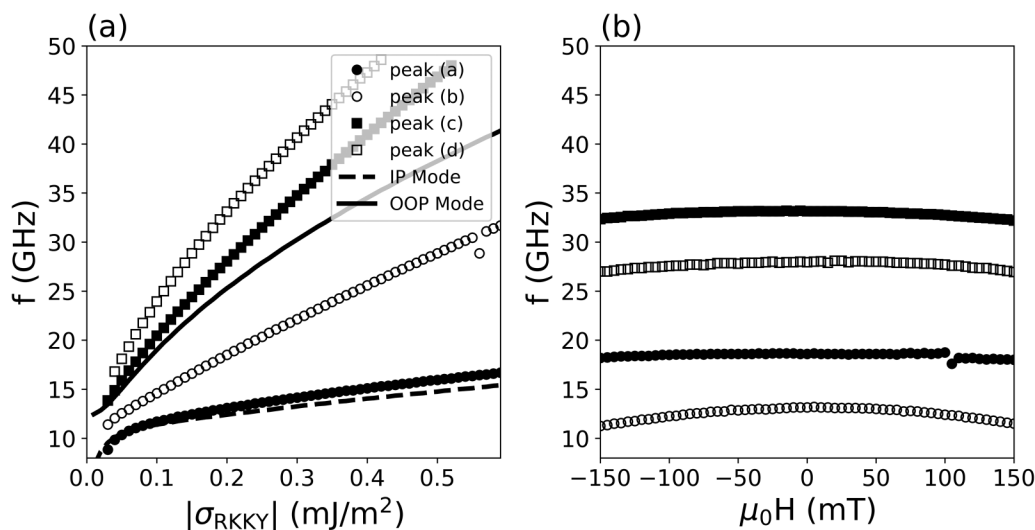 (a)
50
45
40
35
30
25
20
15
10
f (GHz)
0.0 0.1 0.2 0.3 0.4 0.5
|σRKKY| (mJ/m²)
peak (a)
peak (b)
peak (c)
peak (d)
IP Mode
OOP Mode
(b)
50
45
40
35
30
25
20
15
10
f (GHz)
−150 −100 −50 0 50 100 150
μ₀H (mT)